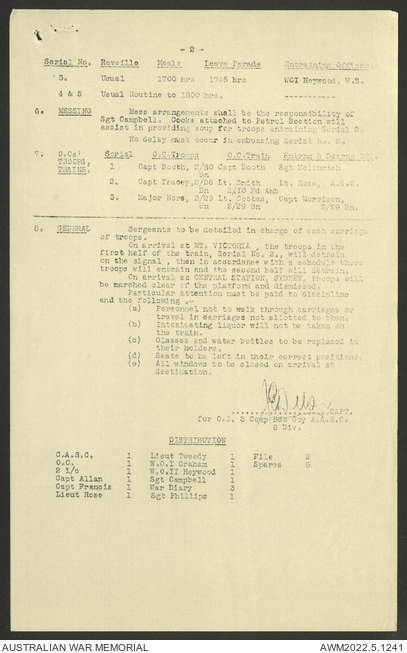 - 2 -
Serial No. Reveille Meals Leave Parade Entraining Officer.
3. Usual 1700 hrs 1745 hrs WOI Heywood, W.S.
4 & 5 Usual Routine to 1800 hrs. ----------
6. MESSING Mess arrangements shall be the responsibility of
Sgt Campbell. Cooks attached to Petrol Section will
assist in providing soup for troops entraining Serial 2.
No delay must occur in embussing Serial No. 2.
7. O.Cs' TROOPS, TRAINS. Serial O.C.Troops O.C.Train.
1 Capt Booth, 2/30 Bn Capt Booth Sgt
2. Capt Tracey, 2/26 Bn Lt. Smith 2/10 Fd Amb Lt. Rose, A.A.S.C.
3. Major Hore, 2/29 Bn Lt. Cootes, 2/29 Bn Capt Morrison, 2/29 Bn.
8. GENERAL Sergeants to be detailed in charge of each carriage
of troops.
On arrival at MT. VICTORIA, the troops in the
first half of the train, Serial No. 2., will detrain
on the signal, then in accordance with a schedule these
troops will entrain and the second half will detrain.
On arrival at CENTRAL STATION, SYDNEY, troops will
be marched clear of the platform and dismissed.
Particular attention must be paid to discipline
and the following :-
(a) Personnel not to walk through carriages or
travel in carriages not allotted to them.
(b) Intoxicating liquor will not be taken on
the train.
(c) Glasses and water bottles to be replaced in
their holders.
(d) Seats to be left in their correct positions.
(e) All windows to be closed on arrival at
destination.
CAPT.
for O.C. 8 Comp Bde Coy A.A.S.C.
8 Div.
DISTRIBUTION
C.A.S.C. 1 Lieut Tweedy 1 File 2
O.C. 1 W.O.I Graham 1 Spares 6
2 i/c 1 W.O.II Heywood 1
Capt Allan 1 Sgt Campbell 1
Capt Francis 1 War Diary 3
Lieut Rose 1 Sgt Phillips 1
AUSTRALIAN WAR MEMORIAL AWM2022.5.1241